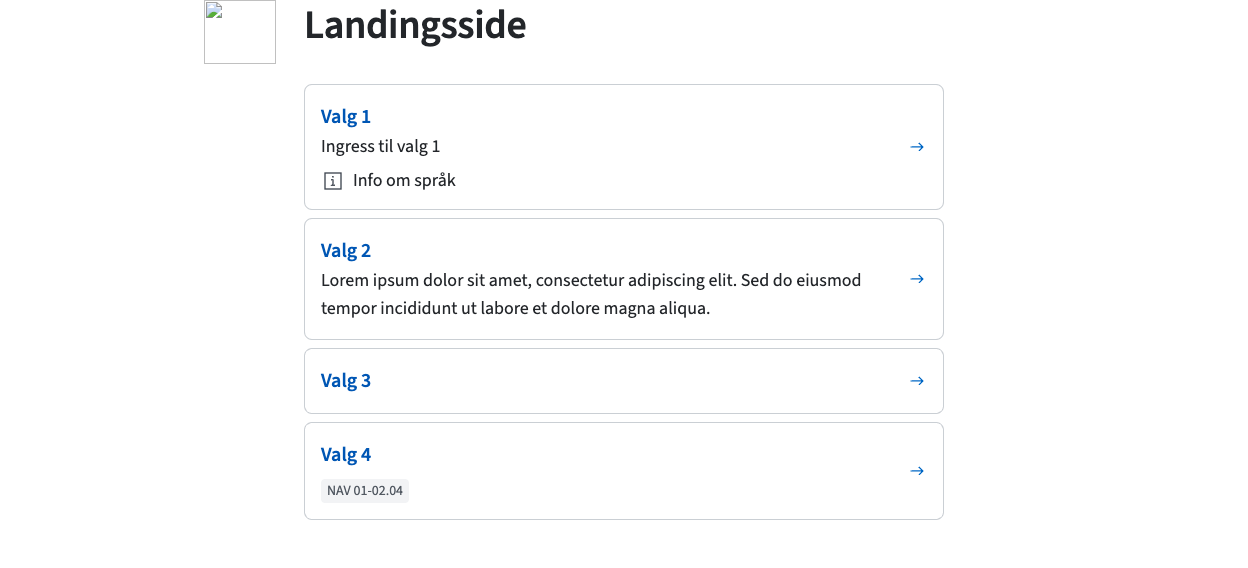 Landingsside
Valg 1
Ingress til valg 1
Info om språk
Valg 2
Lorem ipsum dolor sit amet, consectetur adipiscing elit. Sed do eiusmod
tempor incididunt ut labore et dolore magna aliqua.
Valg 3
Valg 4
NAV 01-02.04